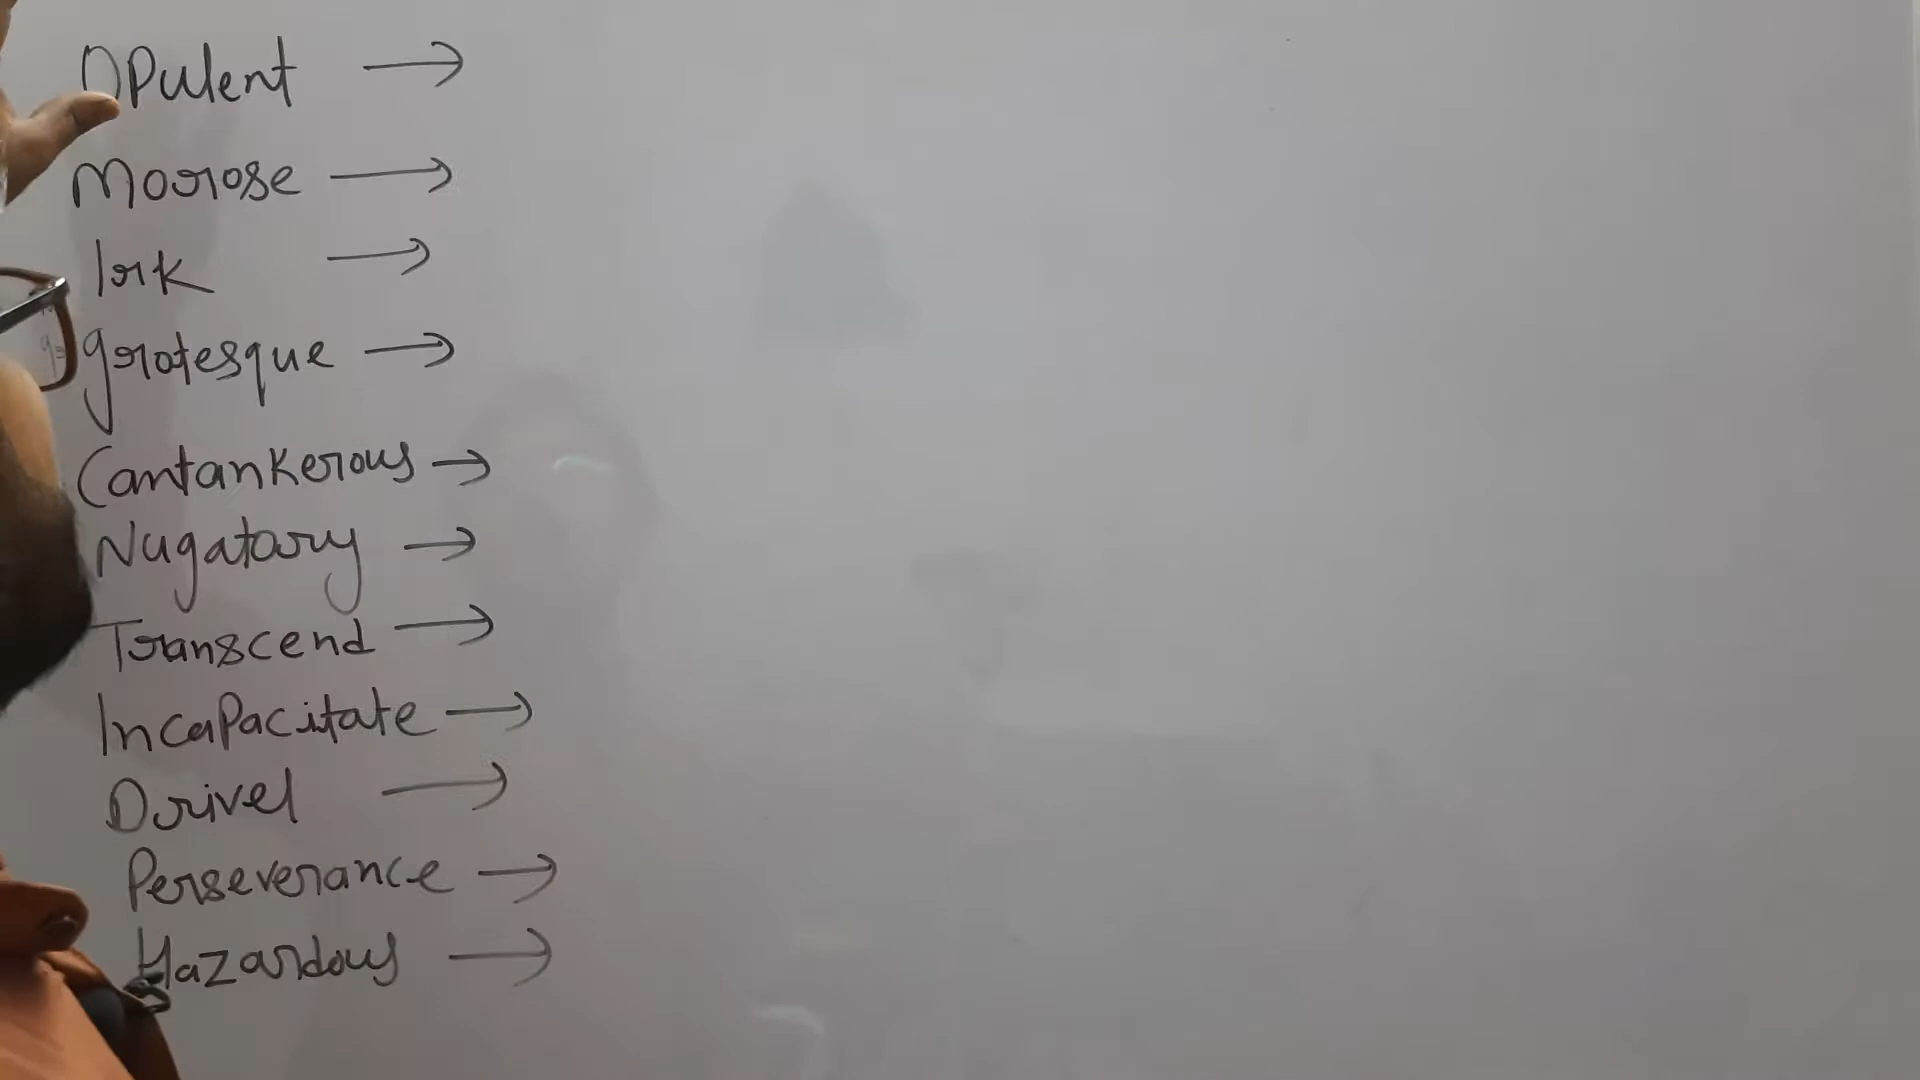 Opulent →
Morose →
Irk →
grotesque →
Cantankerous →
Nugatory →
Transcend →
Incapacitate →
Drivel →
Perseverance →
Hazardous →